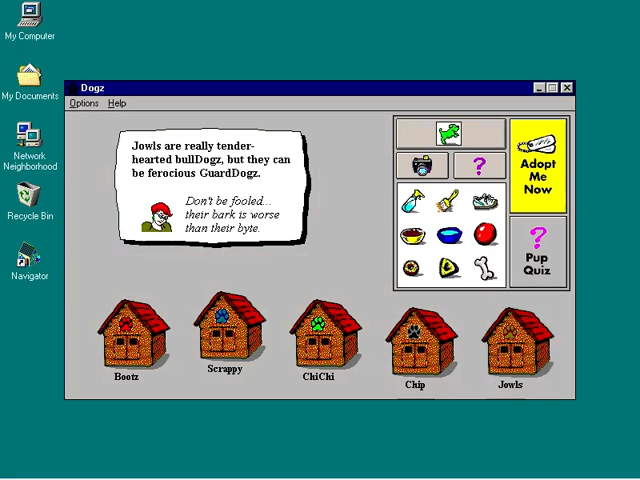 My Computer
My Documents
Network
Neighborhood
Recycle Bin
Navigator
Dogz
Options Help
Jowls are really tender-
hearted bullDogz, but they can
be ferocious GuardDogz.
Don't be fooled...
their bark is worse
than their byte.
?
Adopt
Me
Now
?
Pup
Quiz
Bootz
Scrappy
ChiChi
Chip
Jowls